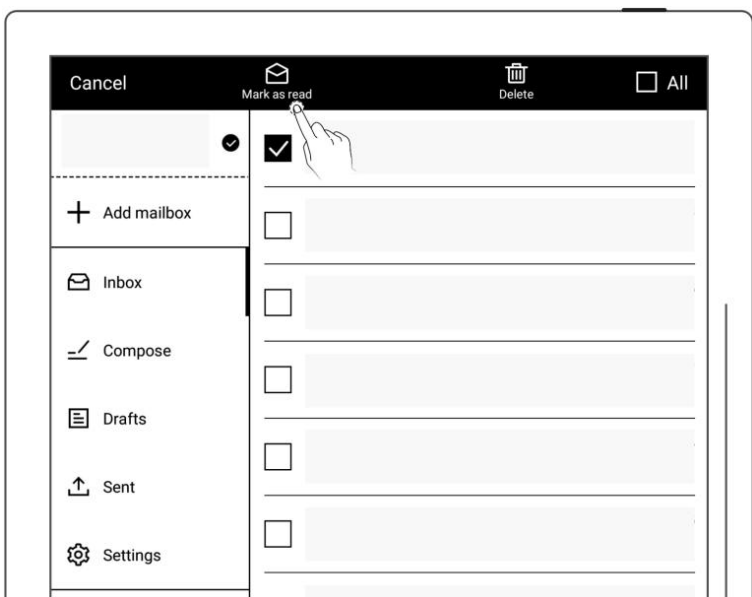 Cancel
Mark as read
Delete
All
Add mailbox
Inbox
Compose
Drafts
Sent
Settings